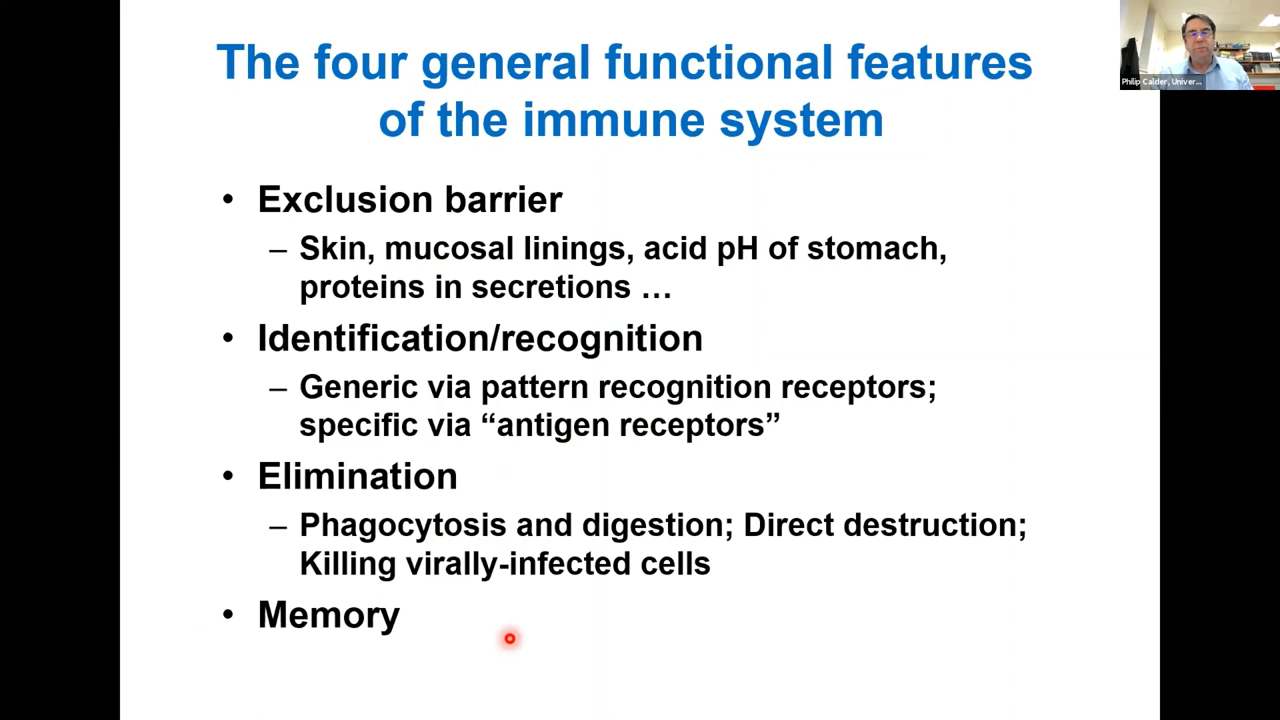 The four general functional features
of the immune system
• Exclusion barrier
– Skin, mucosal linings, acid pH of stomach,
proteins in secretions …
• Identification/recognition
– Generic via pattern recognition receptors;
specific via “antigen receptors”
• Elimination
– Phagocytosis and digestion; Direct destruction;
Killing virally-infected cells
• Memory
Philip Calder, Univer...